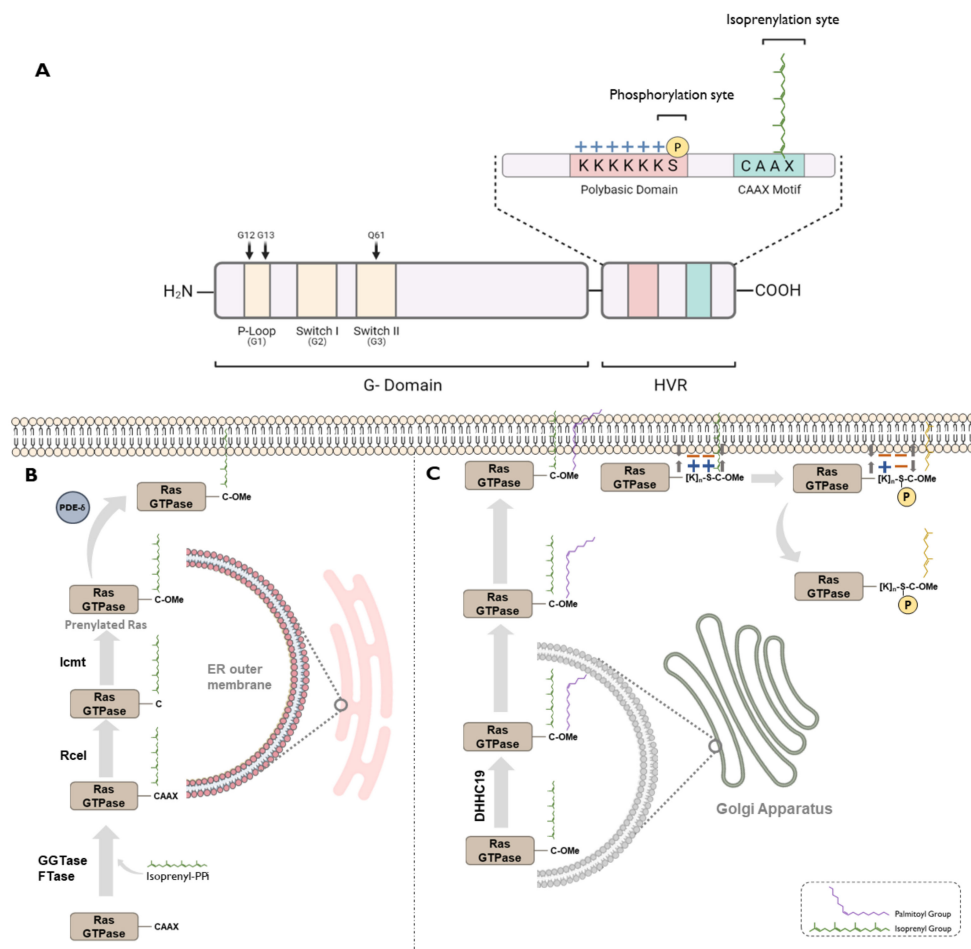 Isoprenylation syte
A
Phosphorylation syte
++++++ P
K K K K K K S
C A A X
Polybasic Domain
CAAX Motif
G12 G13
Q61
H₂N
COOH
P-Loop
(G1)
Switch I
(G2)
Switch II
(G3)
G- Domain
HVR
B
PDE-δ
Ras
GTPase
C-OMe
Ras
GTPase
C-OMe
Prenylated Ras
Icmt
ER outer
membrane
Ras
GTPase
C
Rcel
Ras
GTPase
CAAX
GGTase
FTase
Isoprenyl-PPi
Ras
GTPase
CAAX
C
Ras
GTPase
C-OMe
Ras
GTPase
[K]n-S-C-OMe
Ras
GTPase
[K]n-S-C-OMe
P
Ras
GTPase
[K]n-S-C-OMe
P
Ras
GTPase
C-OMe
Ras
GTPase
C-OMe
DHHC19
Golgi Apparatus
Ras
GTPase
C-OMe
Palmitoyl Group
Isoprenyl Group